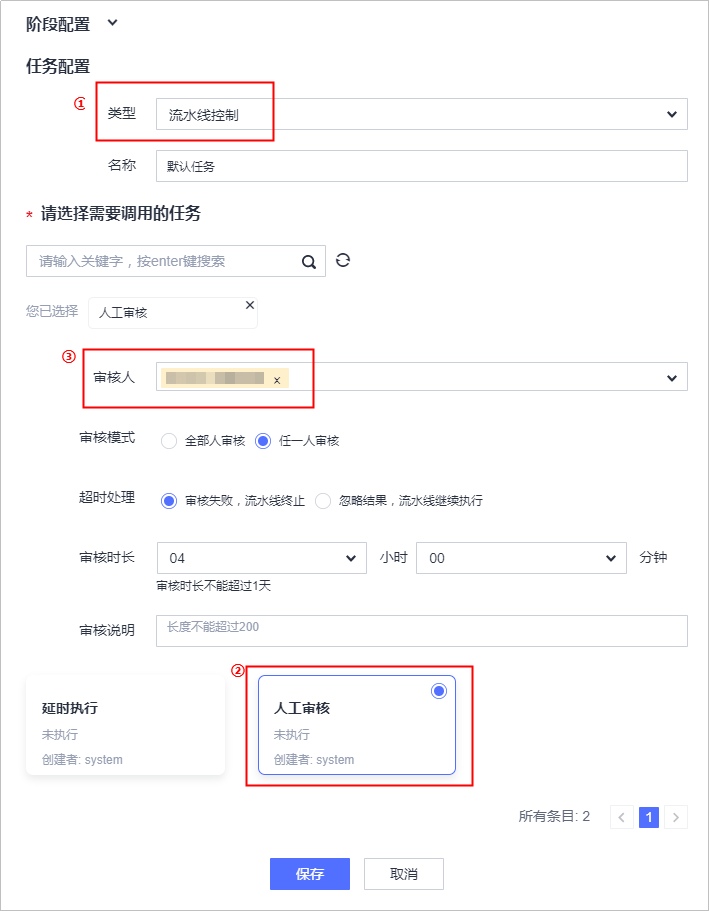 阶段配置
任务配置
① 类型 流水线控制
名称 默认任务
* 请选择需要调用的任务
请输入关键字，按enter键搜索
您已选择 人工审核 ×
③ 审核人 x
审核模式 全部人审核 任一人审核
超时处理 审核失败，流水线终止 忽略结果，流水线继续执行
审核时长 04 小时 00 分钟
审核时长不能超过1天
审核说明 长度不能超过200
②
延时执行 人工审核
未执行 未执行
创建者: system 创建者: system
所有条目: 2 < 1 >
保存 取消